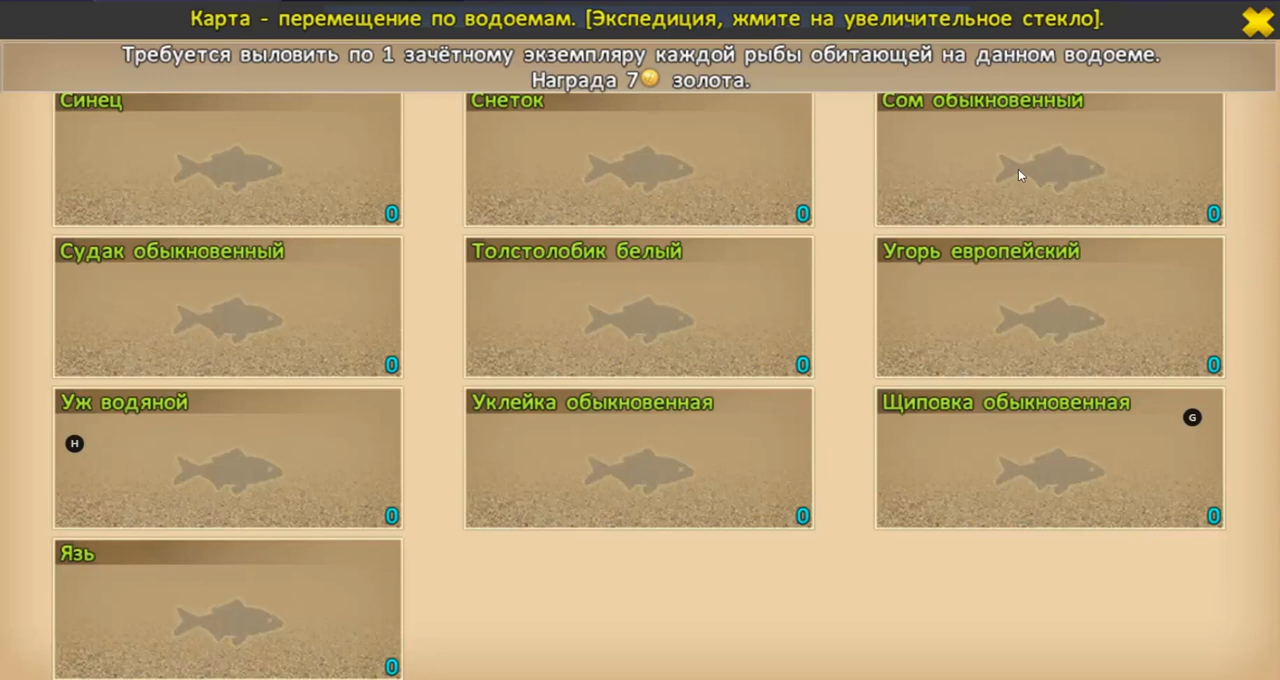 Карта - перемещение по водоемам. [Экспедиция, жмите на увеличительное стекло].
Требуется выловить по 1 зачётному экземпляру каждой рыбы обитающей на данном водоеме.
Награда 7 золота.
Синец
Снеток
Сом обыкновенный
0
0
0
Судак обыкновенный
Толстолобик белый
Угорь европейский
0
0
0
Уж водяной
Уклейка обыкновенная
Щиповка обыкновенная
G
H
0
0
0
Язь
0